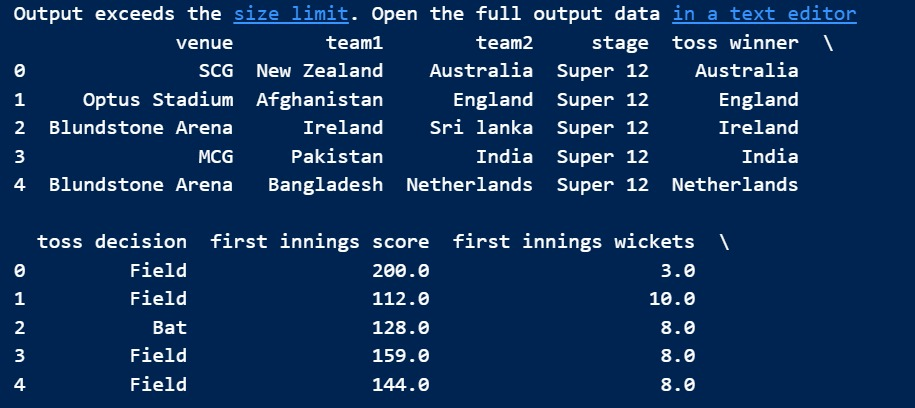 Output exceeds the size limit. Open the full output data in a text editor
venue team1 team2 stage toss winner \
0 SCG New Zealand Australia Super 12 Australia
1 Optus Stadium Afghanistan England Super 12 England
2 Blundstone Arena Ireland Sri lanka Super 12 Ireland
3 MCG Pakistan India Super 12 India
4 Blundstone Arena Bangladesh Netherlands Super 12 Netherlands
toss decision first innings score first innings wickets \
0 Field 200.0 3.0
1 Field 112.0 10.0
2 Bat 128.0 8.0
3 Field 159.0 8.0
4 Field 144.0 8.0